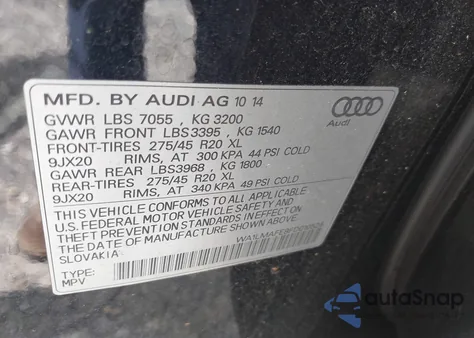 MFD. BY AUDI AG 10 14
GVWR LBS 7055 , KG 3200
GAWR FRONT LBS3395 , KG 1540
FRONT-TIRES 275/45 R20 XL
9JX20 RIMS, AT 300 KPA 44 PSI COLD
GAWR REAR LBS3968 , KG 1800
REAR-TIRES 275/45 R20 XL
9JX20 RIMS, AT 340 KPA 49 PSI COLD
THIS VEHICLE CONFORMS TO ALL APPLICABLE
U.S. FEDERAL MOTOR VEHICLE SAFETY AND
THEFT PREVENTION STANDARDS IN EFFECT ON
THE DATE OF MANUFACTURE SHOWN ABOVE.
SLOVAKIA
TYPE:
MPV
Audi
autoSnap